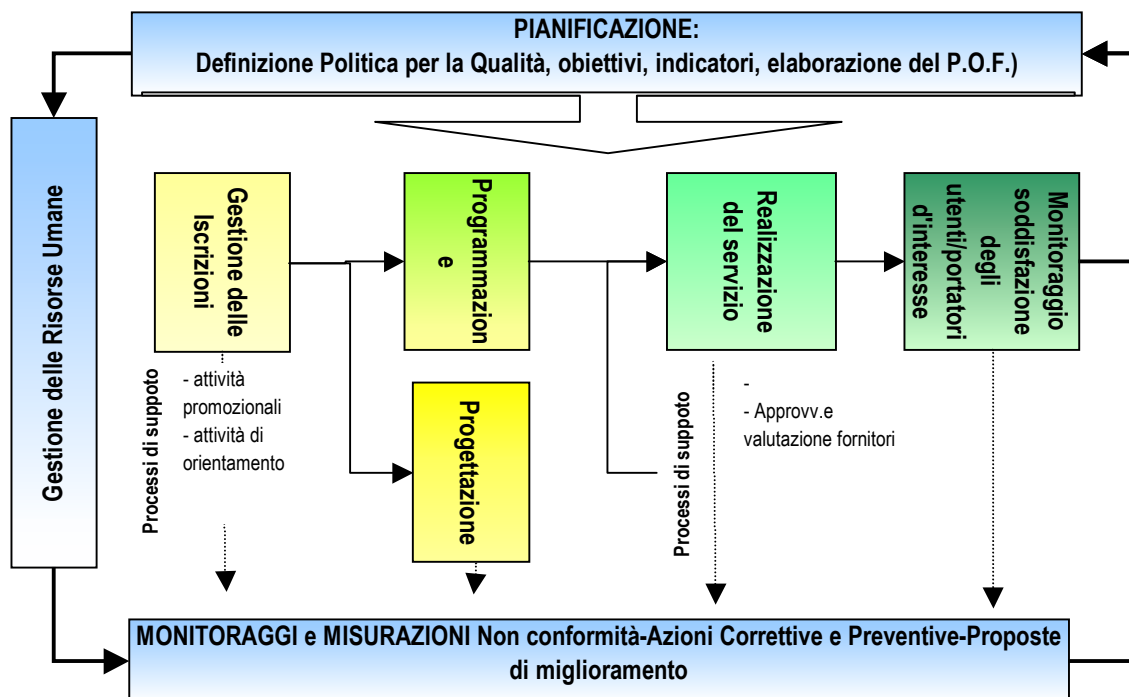 PIANIFICAZIONE:
Definizione Politica per la Qualità, obiettivi, indicatori, elaborazione del P.O.F.)
Gestione delle Risorse Umane
Gestione delle
Iscrizioni
Programmazion
e
Realizzazione
del servizio
Monitoraggio
soddisfazione
degli
utenti/portatori
d'interesse
Processi di suppoto
- attività
promozionali
- attività di
orientamento
Progettazione
Processi di suppoto
-
- Approvv.e
valutazione fornitori
MONITORAGGI e MISURAZIONI Non conformità-Azioni Correttive e Preventive-Proposte
di miglioramento